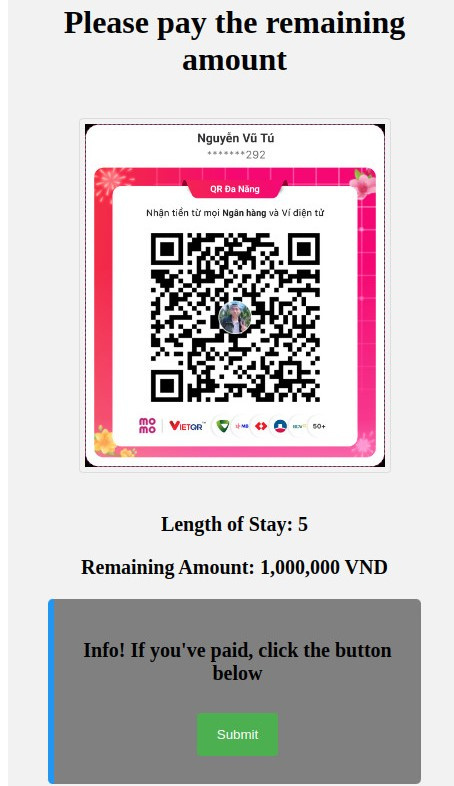 Please pay the remaining
amount
Nguyễn Vũ Tú
*******292
QR Đa Năng
Nhận tiền từ mọi Ngân hàng và Ví điện tử
mo
mo
VIETQR
MB
50+
Length of Stay: 5
Remaining Amount: 1,000,000 VND
Info! If you've paid, click the button
below
Submit